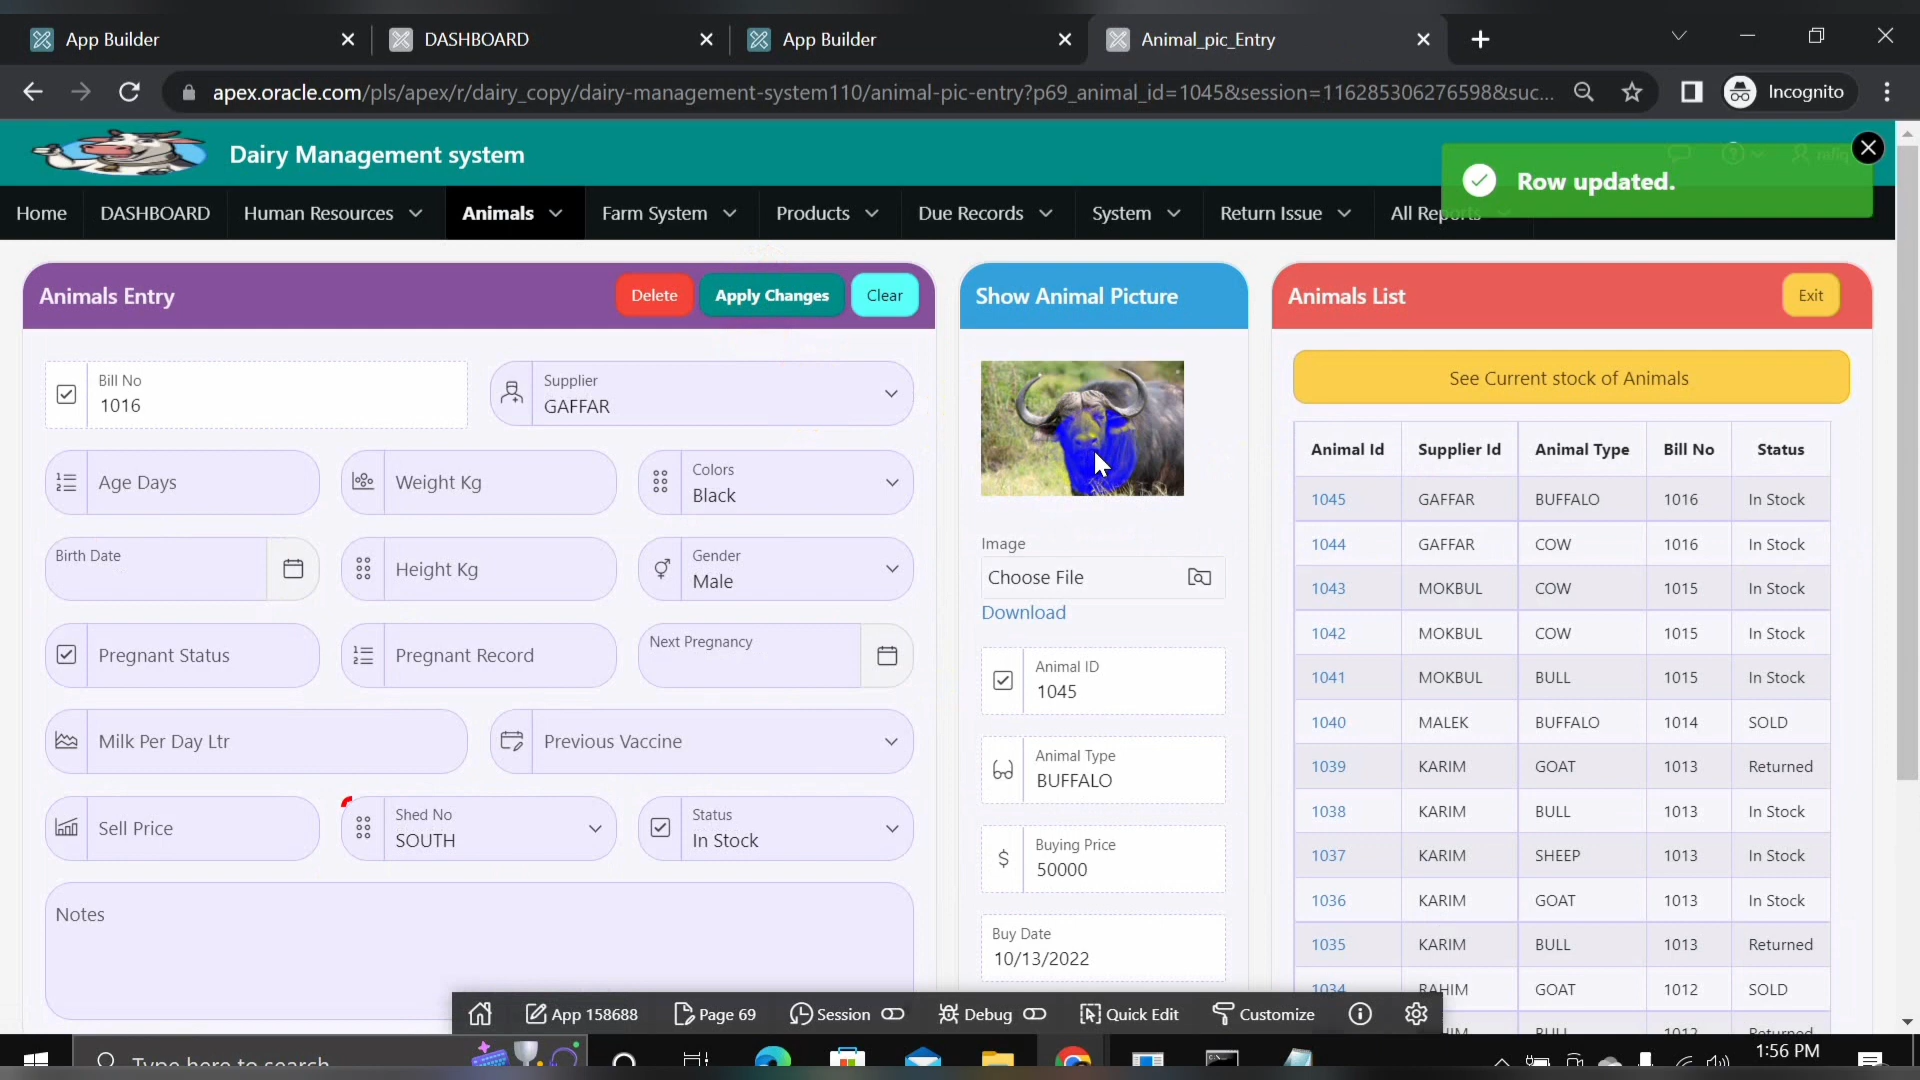 App Builder
DASHBOARD
App Builder
Animal_pic_Entry
apex.oracle.com/pls/apex/r/dairy_copy/dairy-management-system110/animal-pic-entry?p69_animal_id=1045&session=116285306276598&suc...
Incognito
Dairy Management system
Row updated.
Home DASHBOARD Human Resources Animals Farm System Products Due Records System Return Issue All Reports
Animals Entry
Delete
Apply Changes
Clear
Bill No
1016
Supplier
GAFFAR
Age Days
Weight Kg
Colors
Black
Birth Date
Height Kg
Gender
Male
Pregnant Status
Pregnant Record
Next Pregnancy
Milk Per Day Ltr
Previous Vaccine
Sell Price
Shed No
SOUTH
Status
In Stock
Notes
Show Animal Picture
Image
Choose File
Download
Animal ID
1045
Animal Type
BUFFALO
Buying Price
50000
Buy Date
10/13/2022
Animals List
Exit
See Current stock of Animals
Animal Id Supplier Id Animal Type Bill No Status
1045 GAFFAR BUFFALO 1016 In Stock
1044 GAFFAR COW 1016 In Stock
1043 MOKBUL COW 1015 In Stock
1042 MOKBUL COW 1015 In Stock
1041 MOKBUL BULL 1015 In Stock
1040 MALEK BUFFALO 1014 SOLD
1039 KARIM GOAT 1013 Returned
1038 KARIM BULL 1013 In Stock
1037 KARIM SHEEP 1013 In Stock
1036 KARIM GOAT 1013 In Stock
1035 KARIM BULL 1013 Returned
1034 RAHIM GOAT 1012 SOLD
BULL 1012 Returned
App 158688
Page 69
Session
Debug
Quick Edit
Customize
Type here to search
1:56 PM